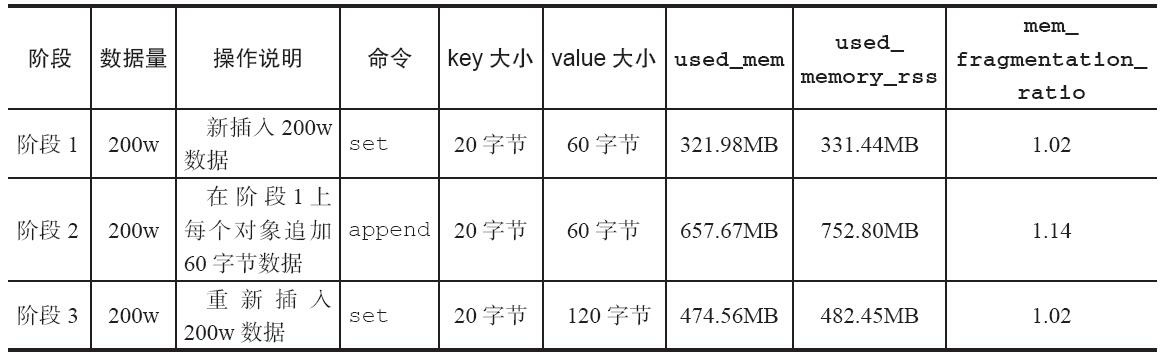 阶段 数据量 操作说明 命令 key 大小 value 大小 used_mem used_
memory_rss mem_
fragmentation_
ratio
阶段 1 200w 新插入 200w
数据 set 20 字节 60 字节 321.98MB 331.44MB 1.02
阶段 2 200w 在阶段1上
每个对象追加
60 字节数据 append 20 字节 60 字节 657.67MB 752.80MB 1.14
阶段 3 200w 重新插入
200w 数据 set 20 字节 120 字节 474.56MB 482.45MB 1.02